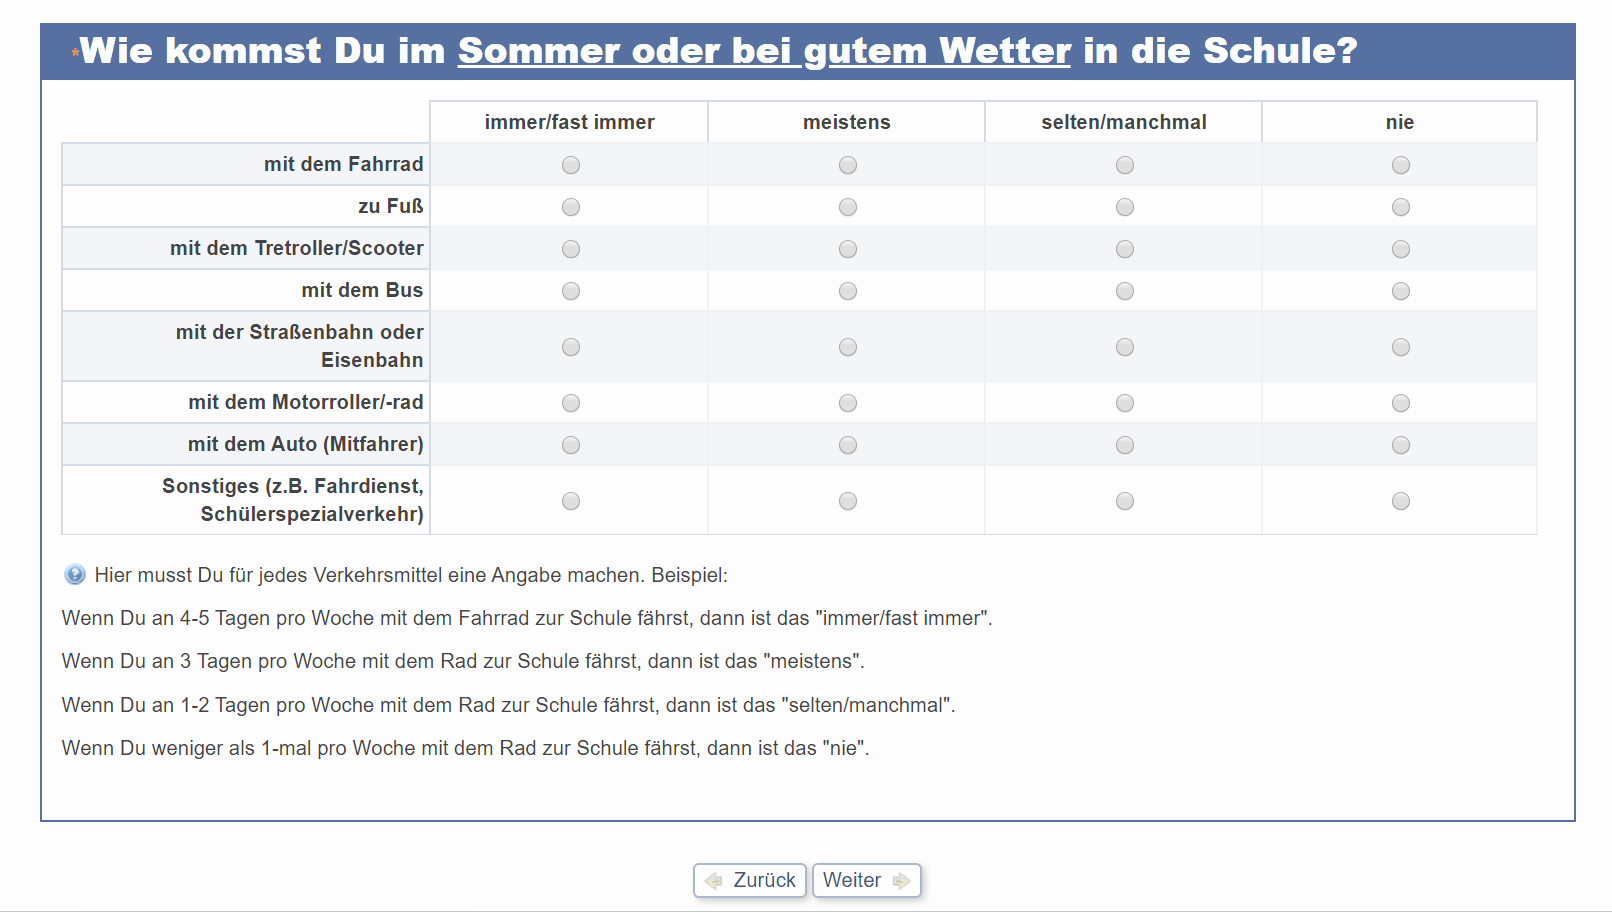 *Wie kommst Du im Sommer oder bei gutem Wetter in die Schule?
immer/fast immer meistens selten/manchmal nie
mit dem Fahrrad
zu Fuß
mit dem Tretroller/Scooter
mit dem Bus
mit der Straßenbahn oder
Eisenbahn
mit dem Motorroller/-rad
mit dem Auto (Mitfahrer)
Sonstiges (z.B. Fahrdienst,
Schülerspezialverkehr)
? Hier musst Du für jedes Verkehrsmittel eine Angabe machen. Beispiel:
Wenn Du an 4-5 Tagen pro Woche mit dem Fahrrad zur Schule fährst, dann ist das "immer/fast immer".
Wenn Du an 3 Tagen pro Woche mit dem Rad zur Schule fährst, dann ist das "meistens".
Wenn Du an 1-2 Tagen pro Woche mit dem Rad zur Schule fährst, dann ist das "selten/manchmal".
Wenn Du weniger als 1-mal pro Woche mit dem Rad zur Schule fährst, dann ist das "nie".
Zurück Weiter